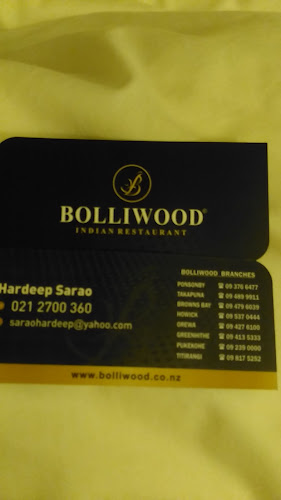 BOLLIWOOD®
INDIAN RESTAURANT
Hardeep Sarao
021 2700 360
saraohardeep@yahoo.com
BOLLIWOOD BRANCHES
PONSONBY 09 376 6477
TAKAPUNA 09 489 9911
BROWNS BAY 09 479 6039
HOWICK 09 537 0444
OREWA 09 427 6100
GREENHITHE 09 413 5333
PUKEKOHE 09 239 0000
TITIRANGI 09 817 5252
www.bolliwood.co.nz